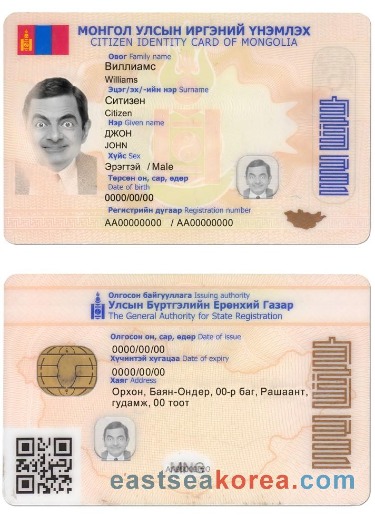 МОНГОЛ УЛСЫН ИРГЭНИЙ ҮНЭМЛЭХ
CITIZEN IDENTITY CARD OF MONGOLIA
Овог Family name
Виллиамс
Williams
Эцэг/эх/-ийн нэр Surname
Ситизен
Citizen
Нэр Given name
ДЖОН
JOHN
Хүйс Sex
Эрэгтэй / Male
Төрсөн он, сар, өдөр
Date of birth
0000/00/00
Регистрийн дугаар Registration number
АА00000000 / AA00000000
Олгосон байгууллага Issuing authority
Улсын Бүртгэлийн Ерөнхий Газар
The General Authority for State Registration
Олгосон он, сар, өдөр Date of issue
0000/00/00
Хүчинтэй хугацаа Date of expiry
0000/00/00
Хаяг Address
Орхон, Баян-Ондер, 00-р баг, Рашаант,
гудамж, 00 тоот
eastseakorea.com